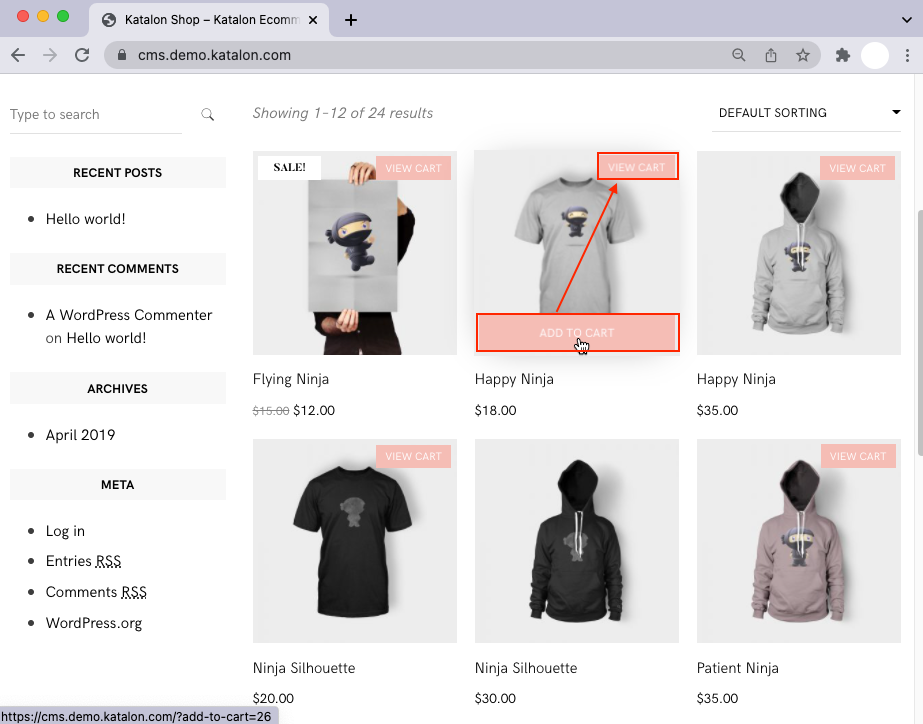 Katalon Shop – Katalon Ecomm
cms.demo.katalon.com
Type to search
Showing 1–12 of 24 results
DEFAULT SORTING
RECENT POSTS
Hello world!
RECENT COMMENTS
A WordPress Commenter
on Hello world!
ARCHIVES
April 2019
META
Log in
Entries RSS
Comments RSS
WordPress.org
SALE!
VIEW CART
VIEW CART
VIEW CART
ADD TO CART
Flying Ninja
Happy Ninja
Happy Ninja
$15.00 $12.00
$18.00
$35.00
VIEW CART
VIEW CART
Ninja Silhouette
Ninja Silhouette
Patient Ninja
$20.00
$30.00
$35.00
https://cms.demo.katalon.com/?add-to-cart=26